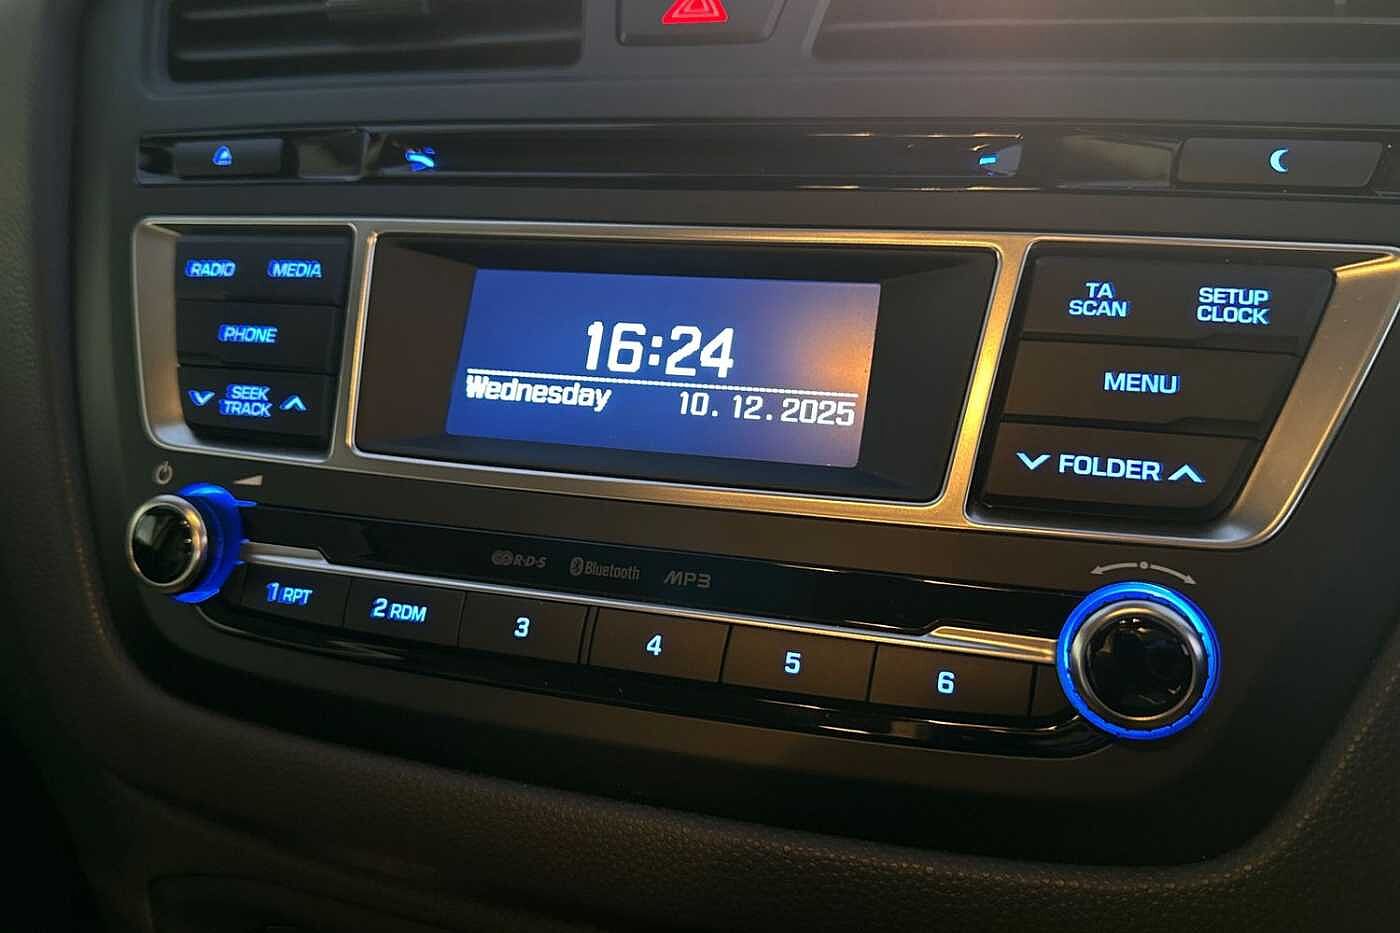 RADIO MEDIA
PHONE
SEEK
TRACK
16:24
Wednesday 10.12.2025
TA
SCAN
SETUP
CLOCK
MENU
FOLDER
R·D·S Bluetooth MP3
1 RPT 2 RDM 3 4 5 6